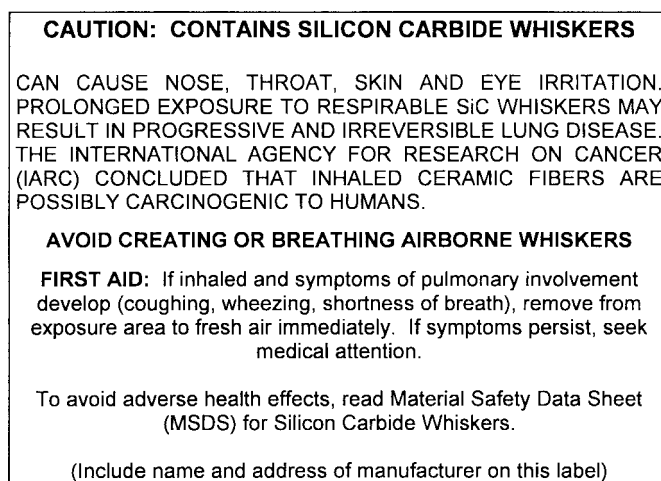 CAUTION: CONTAINS SILICON CARBIDE WHISKERS
CAN CAUSE NOSE, THROAT, SKIN AND EYE IRRITATION.
PROLONGED EXPOSURE TO RESPIRABLE SiC WHISKERS MAY
RESULT IN PROGRESSIVE AND IRREVERSIBLE LUNG DISEASE.
THE INTERNATIONAL AGENCY FOR RESEARCH ON CANCER
(IARC) CONCLUDED THAT INHALED CERAMIC FIBERS ARE
POSSIBLY CARCINOGENIC TO HUMANS.
AVOID CREATING OR BREATHING AIRBORNE WHISKERS
FIRST AID: If inhaled and symptoms of pulmonary involvement
develop (coughing, wheezing, shortness of breath), remove from
exposure area to fresh air immediately. If symptoms persist, seek
medical attention.
To avoid adverse health effects, read Material Safety Data Sheet
(MSDS) for Silicon Carbide Whiskers.
(Include name and address of manufacturer on this label)